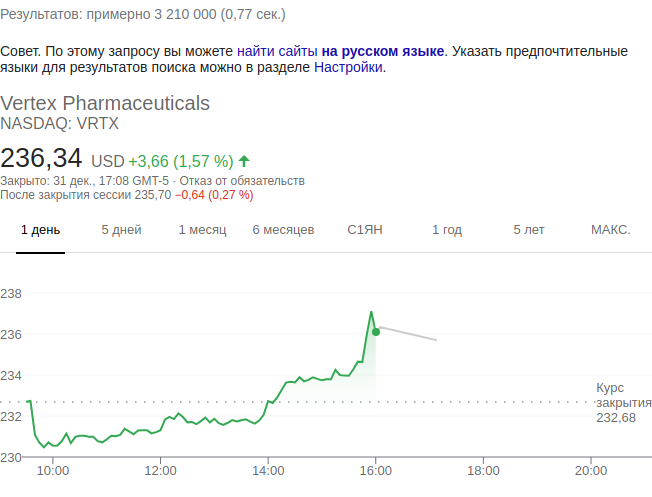 Результатов: примерно 3 210 000 (0,77 сек.)
Совет. По этому запросу вы можете найти сайты на русском языке. Указать предпочтительные
языки для результатов поиска можно в разделе Настройки.
Vertex Pharmaceuticals
NASDAQ: VRTX
236,34 USD +3,66 (1,57 %)
Закрыто: 31 дек., 17:08 GMT-5 · Отказ от обязательств
После закрытия сессии 235,70 −0,64 (0,27 %)
1 день 5 дней 1 месяц 6 месяцев С1ЯН 1 год 5 лет МАКС.
238
236
234
Курс
закрытия
232,68
232
230
10:00 12:00 14:00 16:00 18:00 20:00